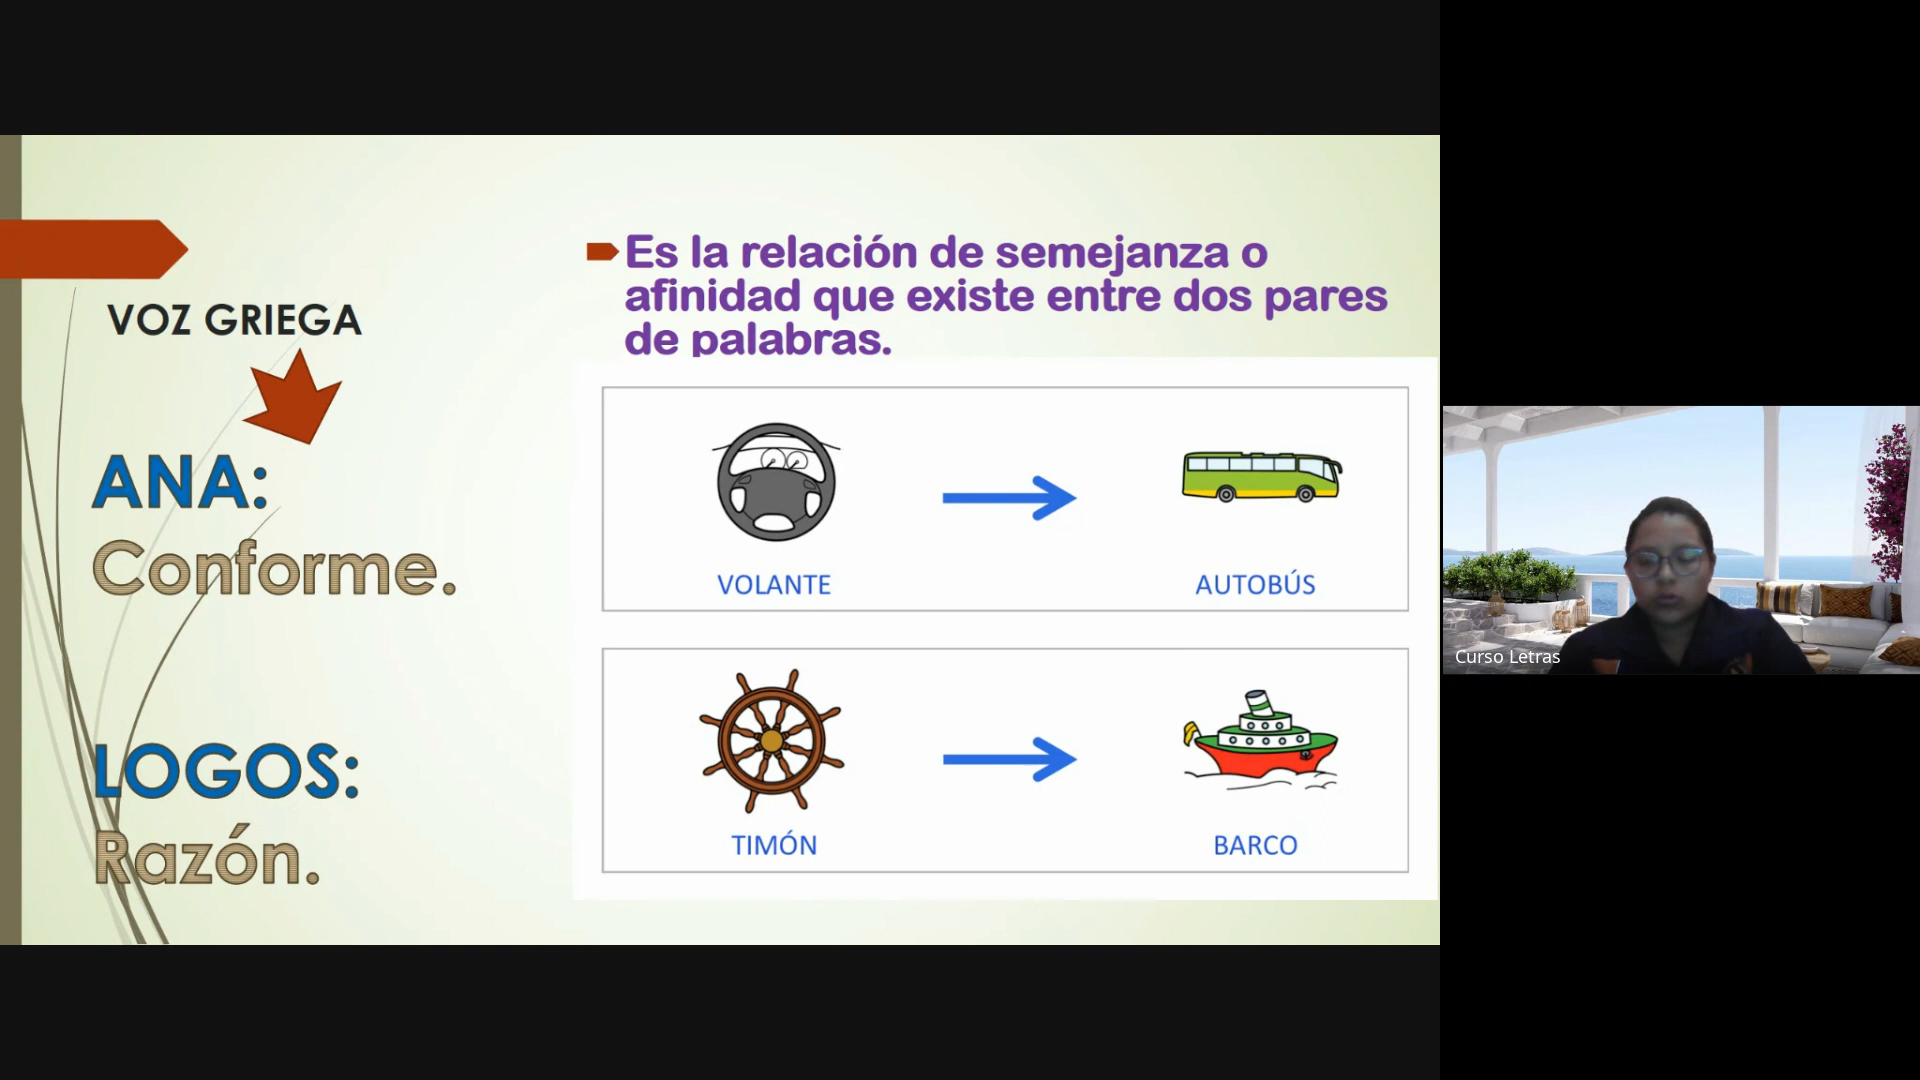 VOZ GRIEGA
ANA:
Conforme.
LOGOS:
Razón.
Es la relación de semejanza o
afinidad que existe entre dos pares
de palabras.
VOLANTE
AUTOBÚS
TIMÓN
BARCO
Curso Letras